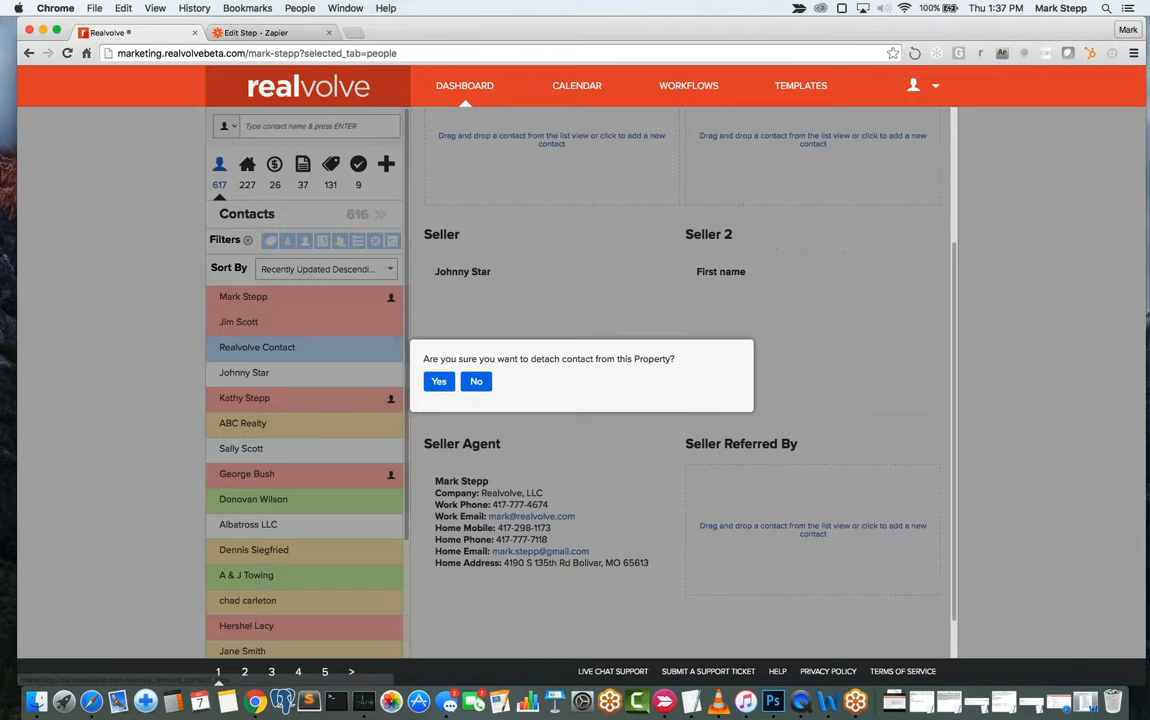 Chrome File Edit View History Bookmarks People Window Help 100% Thu 1:37 PM Mark Stepp
Realvolve ® Edit Step - Zapier Mark
marketing.realvolvebeta.com/mark-stepp?selected_tab=people
realvolve DASHBOARD CALENDAR WORKFLOWS TEMPLATES
Type contact name & press ENTER
Drag and drop a contact from the list view or click to add a new
contact
Drag and drop a contact from the list view or click to add a new
contact
617 227 26 37 131 9
Contacts 616
Filters
Sort By Recently Updated Descendi...
Mark Stepp
Jim Scott
Realvolve Contact
Johnny Star
Kathy Stepp
ABC Realty
Sally Scott
George Bush
Donovan Wilson
Albatross LLC
Dennis Siegfried
A & J Towing
chad carleton
Hershel Lacy
Jane Smith
1 2 3 4 5 >
Seller
Johnny Star
Seller 2
First name
Are you sure you want to detach contact from this Property?
Yes No
Seller Agent
Mark Stepp
Company: Realvolve, LLC
Work Phone: 417-777-4674
Work Email: mark@realvolve.com
Home Mobile: 417-298-1173
Home Phone: 417-777-7118
Home Email: mark.stepp@gmail.com
Home Address: 4190 S 135th Rd Bolivar, MO 65613
Seller Referred By
Drag and drop a contact from the list view or click to add a new
contact
LIVE CHAT SUPPORT SUBMIT A SUPPORT TICKET HELP PRIVACY POLICY TERMS OF SERVICE